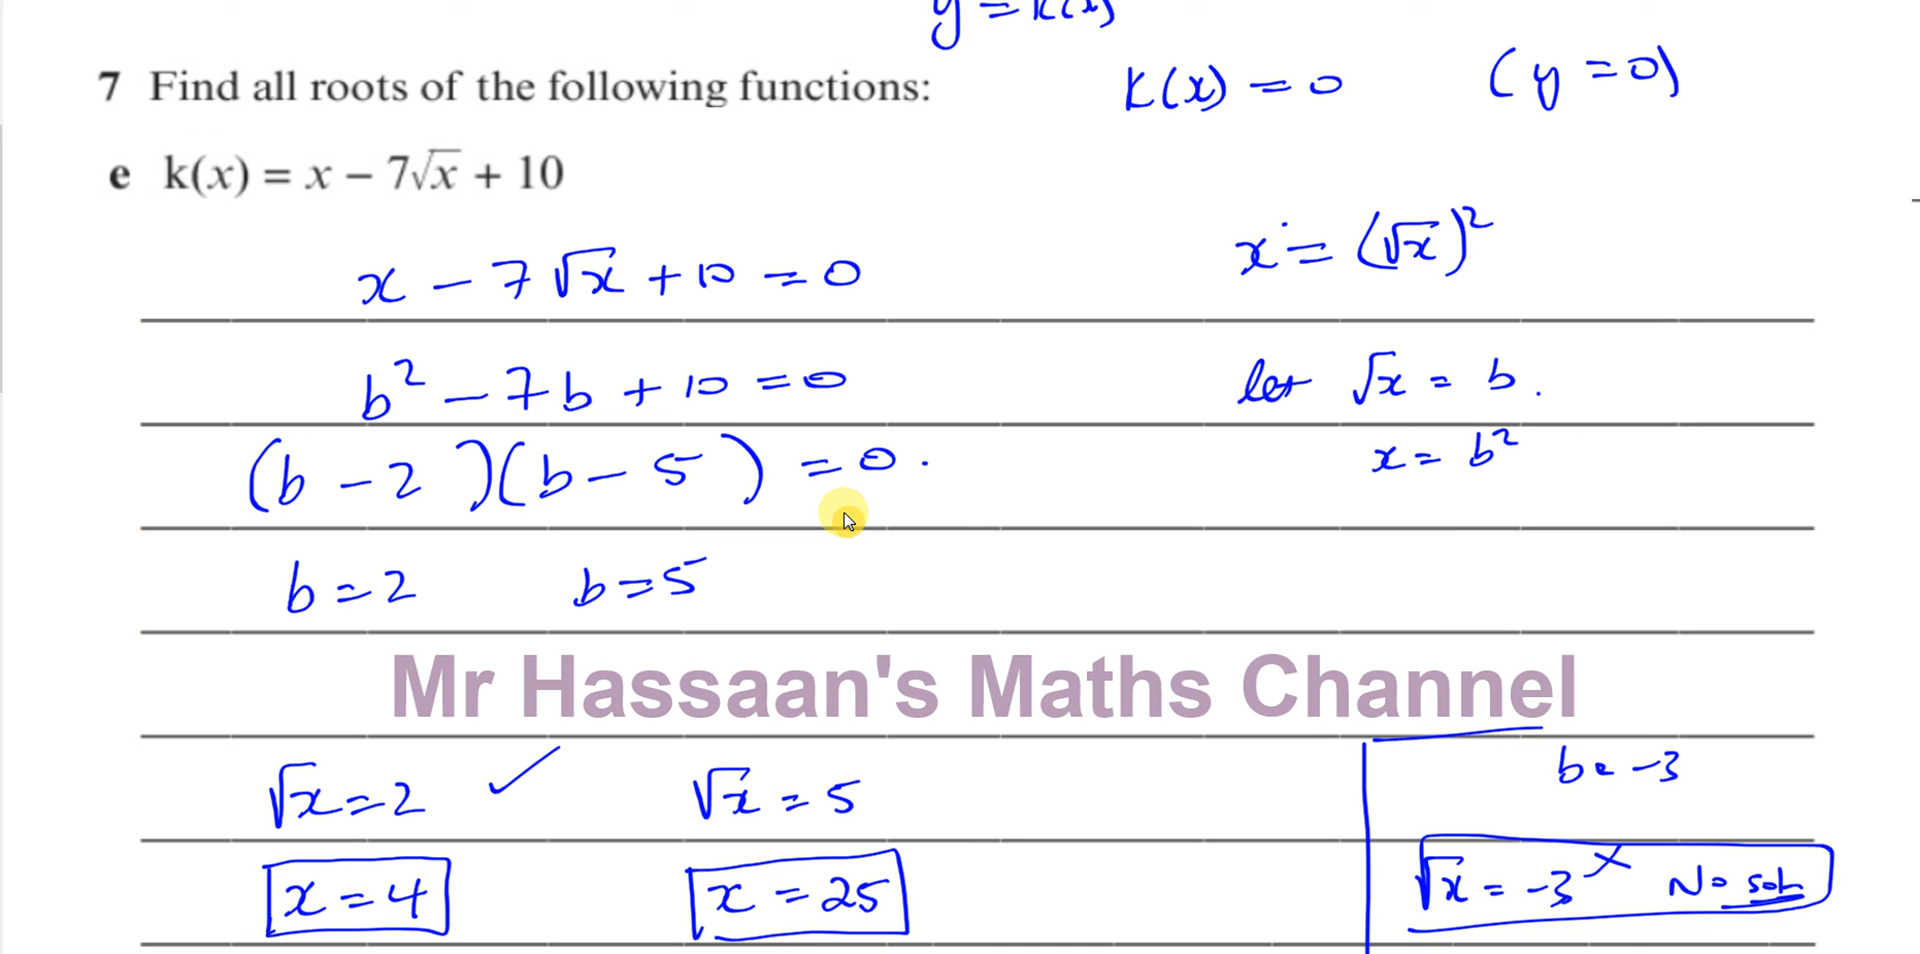 y = k(x)
7 Find all roots of the following functions:
k(x) = 0 (y = 0)
e k(x) = x − 7√x + 10
x = (√x)²
x − 7√x + 10 = 0
b² − 7b + 10 = 0
let √x = b.
(b − 2)(b − 5) = 0.
x = b²
b = 2 b = 5
Mr Hassaan's Maths Channel
√x = 2 ✓ √x = 5
b = −3
x = 4 x = 25
√x = −3 × No soln